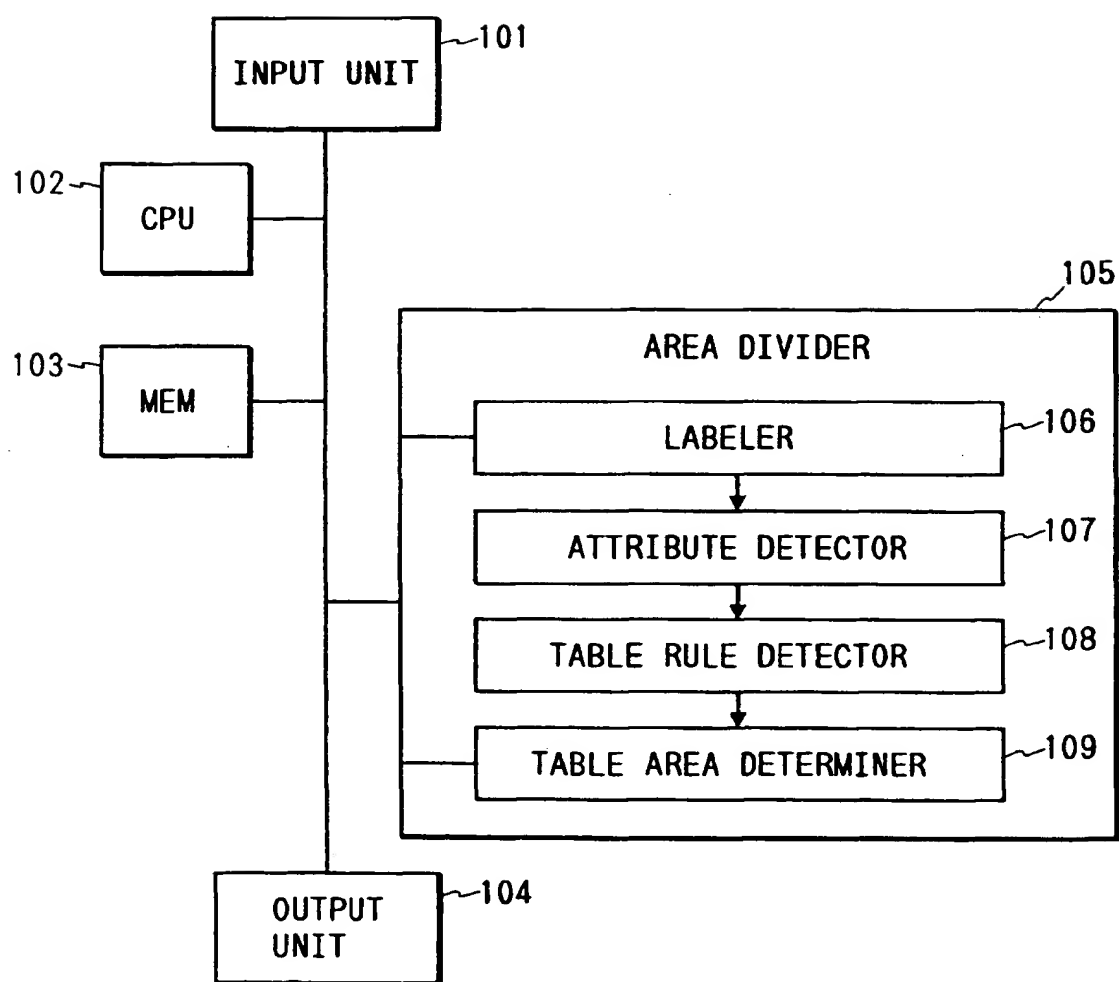 101
INPUT UNIT
102
CPU
105
103
MEM
AREA DIVIDER
LABELER
106
ATTRIBUTE DETECTOR
107
TABLE RULE DETECTOR
108
TABLE AREA DETERMINER
109
104
OUTPUT
UNIT